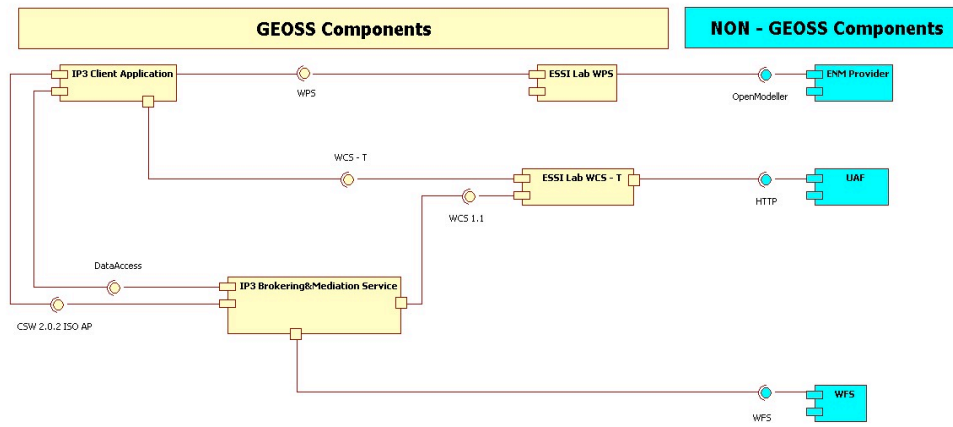 GEOSS Components
NON - GEOSS Components
IP3 Client Application
ESSI Lab WPS
ENM Provider
WPS
OpenModeller
WCS - T
ESSI Lab WCS - T
UAF
WCS 1.1
HTTP
DataAccess
IP3 Brokering&Mediation Service
CSW 2.0.2 ISO AP
WFS
WFS